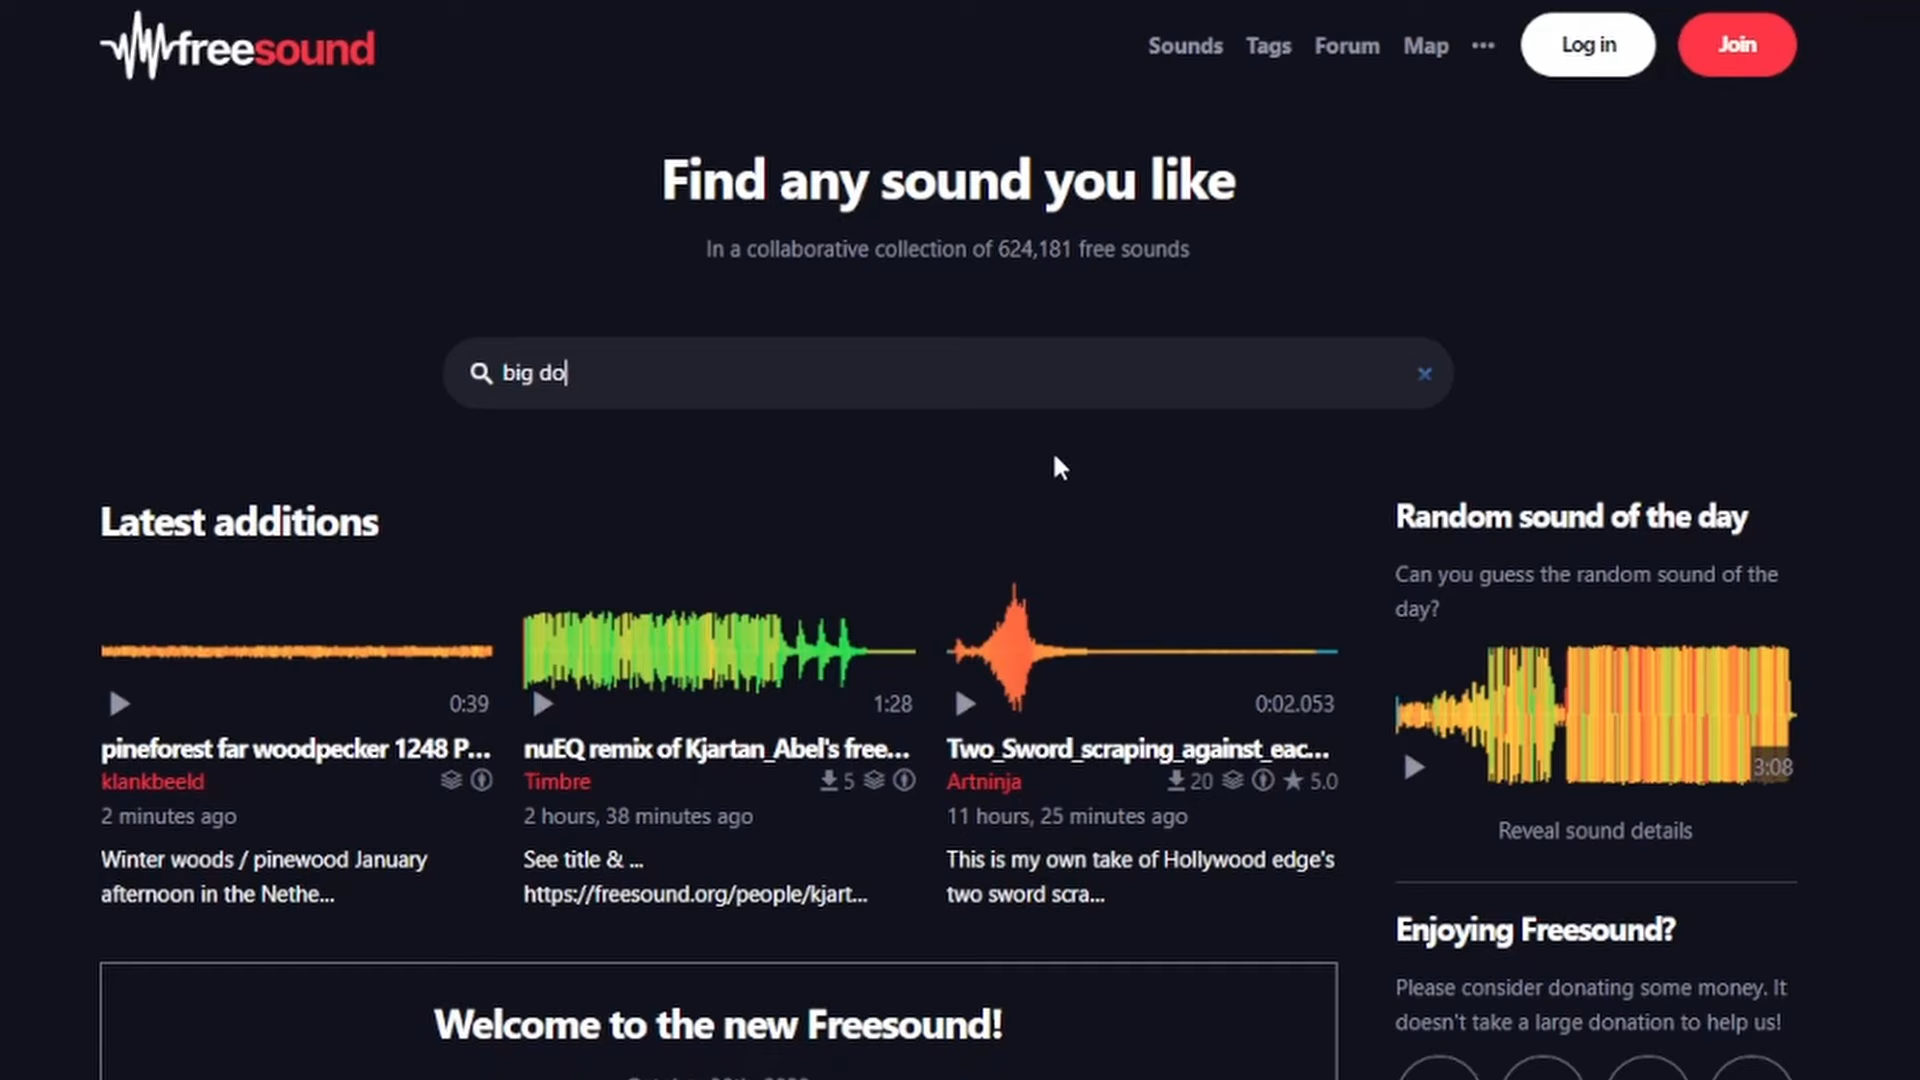 freesound
Sounds Tags Forum Map ••• Log in Join
Find any sound you like
In a collaborative collection of 624,181 free sounds
big do
Latest additions
0:39
pineforest far woodpecker 1248 P...
klankbeeld
2 minutes ago
Winter woods / pinewood January
afternoon in the Nethe...
1:28
nuEQ remix of Kjartan_Abel's free...
Timbre 5
2 hours, 38 minutes ago
See title & ...
https://freesound.org/people/kjart...
0:02.053
Two_Sword_scraping_against_eac...
Artninja 20 5.0
11 hours, 25 minutes ago
This is my own take of Hollywood edge's
two sword scra...
Random sound of the day
Can you guess the random sound of the
day?
3:08
Reveal sound details
Enjoying Freesound?
Please consider donating some money. It
doesn't take a large donation to help us!
Welcome to the new Freesound!